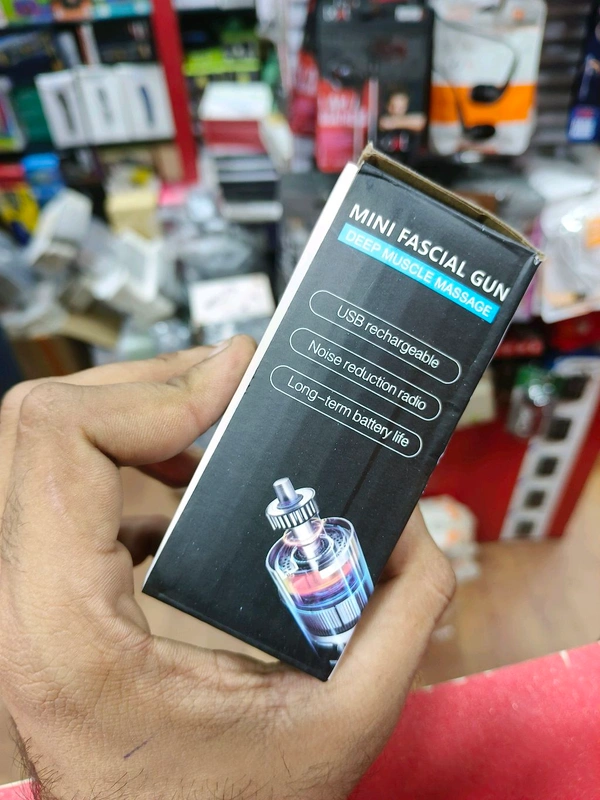 MINI FASCIAL GUN
DEEP MUSCLE MASSAGE
USB rechargeable
Noise reduction radio
Long-term battery life